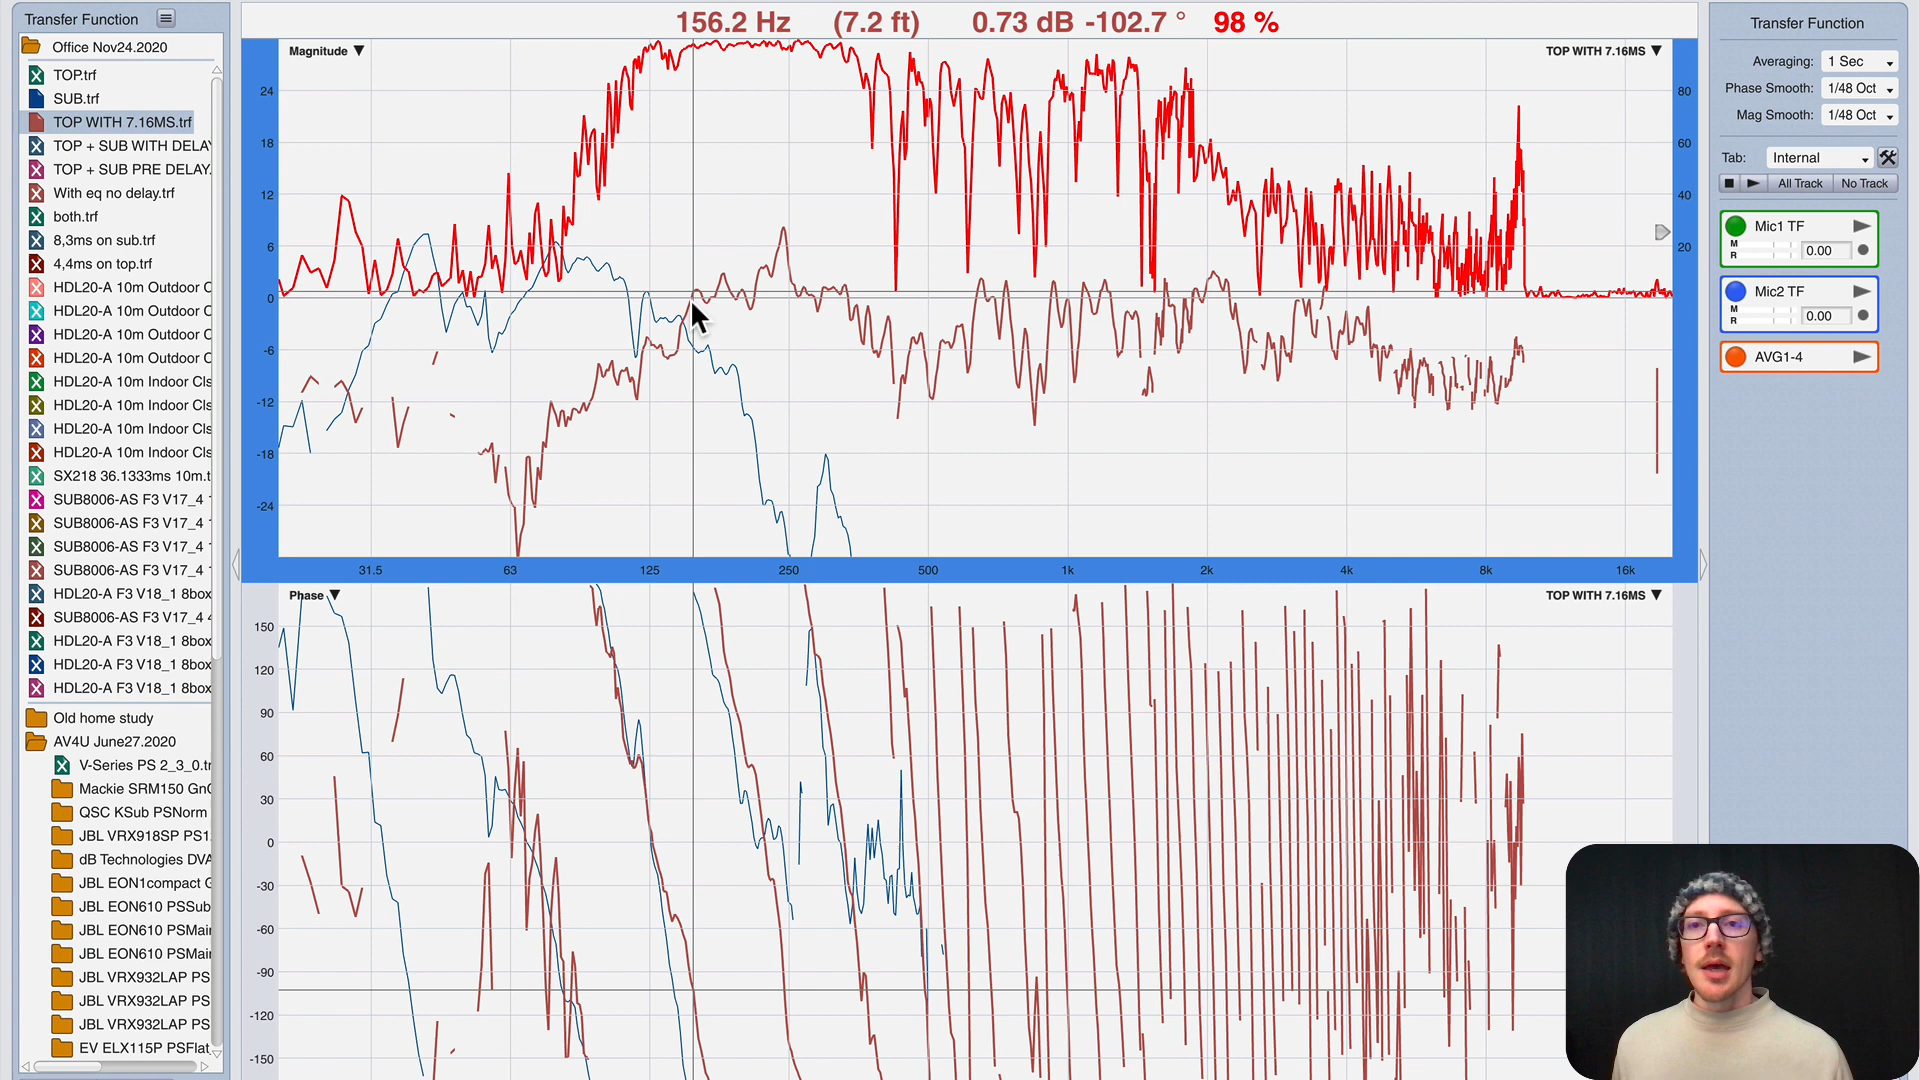 Transfer Function
Office Nov24.2020
TOP.trf
SUB.trf
TOP WITH 7.16MS.trf
TOP + SUB WITH DELAY
TOP + SUB PRE DELAY.
With eq no delay.trf
both.trf
8,3ms on sub.trf
4,4ms on top.trf
HDL20-A 10m Outdoor C
HDL20-A 10m Outdoor C
HDL20-A 10m Outdoor C
HDL20-A 10m Outdoor C
HDL20-A 10m Indoor Cls
HDL20-A 10m Indoor Cls
HDL20-A 10m Indoor Cls
HDL20-A 10m Indoor Cls
SX218 36.1333ms 10m.t
SUB8006-AS F3 V17_4
SUB8006-AS F3 V17_4
SUB8006-AS F3 V17_4
SUB8006-AS F3 V17_4
HDL20-A F3 V18_1 8box
SUB8006-AS F3 V17_4 4
HDL20-A F3 V18_1 8box
HDL20-A F3 V18_1 8box
HDL20-A F3 V18_1 8box
Old home study
AV4U June27.2020
V-Series PS 2_3_0.tr
Mackie SRM150 Gn
QSC KSub PSNorm
JBL VRX918SP PS1
dB Technologies DVA
JBL EON1compact
JBL EON610 PSSub
JBL EON610 PSMain
JBL EON610 PSMain
JBL VRX932LAP PS
JBL VRX932LAP PS
JBL VRX932LAP PS
EV ELX115P PSFlat
156.2 Hz (7.2 ft) 0.73 dB -102.7 ° 98 %
Magnitude ▼ TOP WITH 7.16MS ▼
24 80
18 60
12 40
6 20
0
-6
-12
-18
-24
31.5 63 125 250 500 1k 2k 4k 8k 16k
Phase ▼ TOP WITH 7.16MS ▼
150
120
90
60
30
0
-30
-60
-90
-120
-150
Transfer Function
Averaging: 1 Sec
Phase Smooth: 1/48 Oct
Mag Smooth: 1/48 Oct
Tab: Internal
All Track No Track
Mic1 TF
M
R 0.00
Mic2 TF
M
R 0.00
AVG1-4